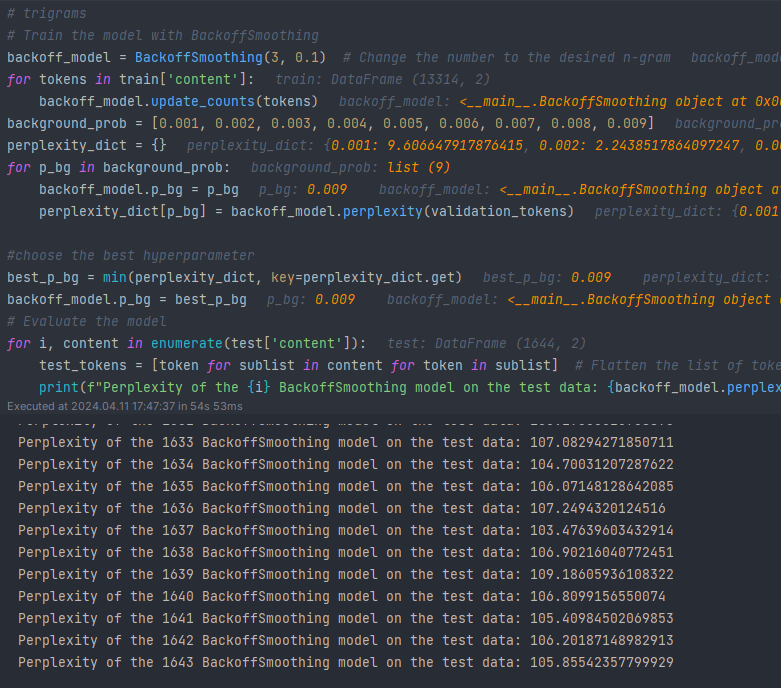 # trigrams
# Train the model with BackoffSmoothing
backoff_model = BackoffSmoothing(3, 0.1)  # Change the number to the desired n-gram   backoff_mode
for tokens in train['content']:   train: DataFrame (13314, 2)
    backoff_model.update_counts(tokens)   backoff_model: <__main__.BackoffSmoothing object at 0x0
background_prob = [0.001, 0.002, 0.003, 0.004, 0.005, 0.006, 0.007, 0.008, 0.009]   background_pr
perplexity_dict = {}   perplexity_dict: {0.001: 9.606647917876415, 0.002: 2.2438517864097247, 0.0
for p_bg in background_prob:   background_prob: list (9)
    backoff_model.p_bg = p_bg   p_bg: 0.009   backoff_model: <__main__.BackoffSmoothing object a
    perplexity_dict[p_bg] = backoff_model.perplexity(validation_tokens)   perplexity_dict: {0.001
#choose the best hyperparameter
best_p_bg = min(perplexity_dict, key=perplexity_dict.get)   best_p_bg: 0.009   perplexity_dict:
backoff_model.p_bg = best_p_bg   p_bg: 0.009   backoff_model: <__main__.BackoffSmoothing object
# Evaluate the model
for i, content in enumerate(test['content']):   test: DataFrame (1644, 2)
    test_tokens = [token for sublist in content for token in sublist]  # Flatten the list of toke
    print(f"Perplexity of the {i} BackoffSmoothing model on the test data: {backoff_model.perplex
Executed at 2024.04.11 17:47:37 in 54s 53ms
Perplexity of the 1633 BackoffSmoothing model on the test data: 107.08294271850711
Perplexity of the 1634 BackoffSmoothing model on the test data: 104.70031207287622
Perplexity of the 1635 BackoffSmoothing model on the test data: 106.07148128642085
Perplexity of the 1636 BackoffSmoothing model on the test data: 107.2494320124516
Perplexity of the 1637 BackoffSmoothing model on the test data: 103.47639603432914
Perplexity of the 1638 BackoffSmoothing model on the test data: 106.90216040772451
Perplexity of the 1639 BackoffSmoothing model on the test data: 109.18605936108322
Perplexity of the 1640 BackoffSmoothing model on the test data: 106.8099156550074
Perplexity of the 1641 BackoffSmoothing model on the test data: 105.40984502069853
Perplexity of the 1642 BackoffSmoothing model on the test data: 106.20187148982913
Perplexity of the 1643 BackoffSmoothing model on the test data: 105.85542357799929